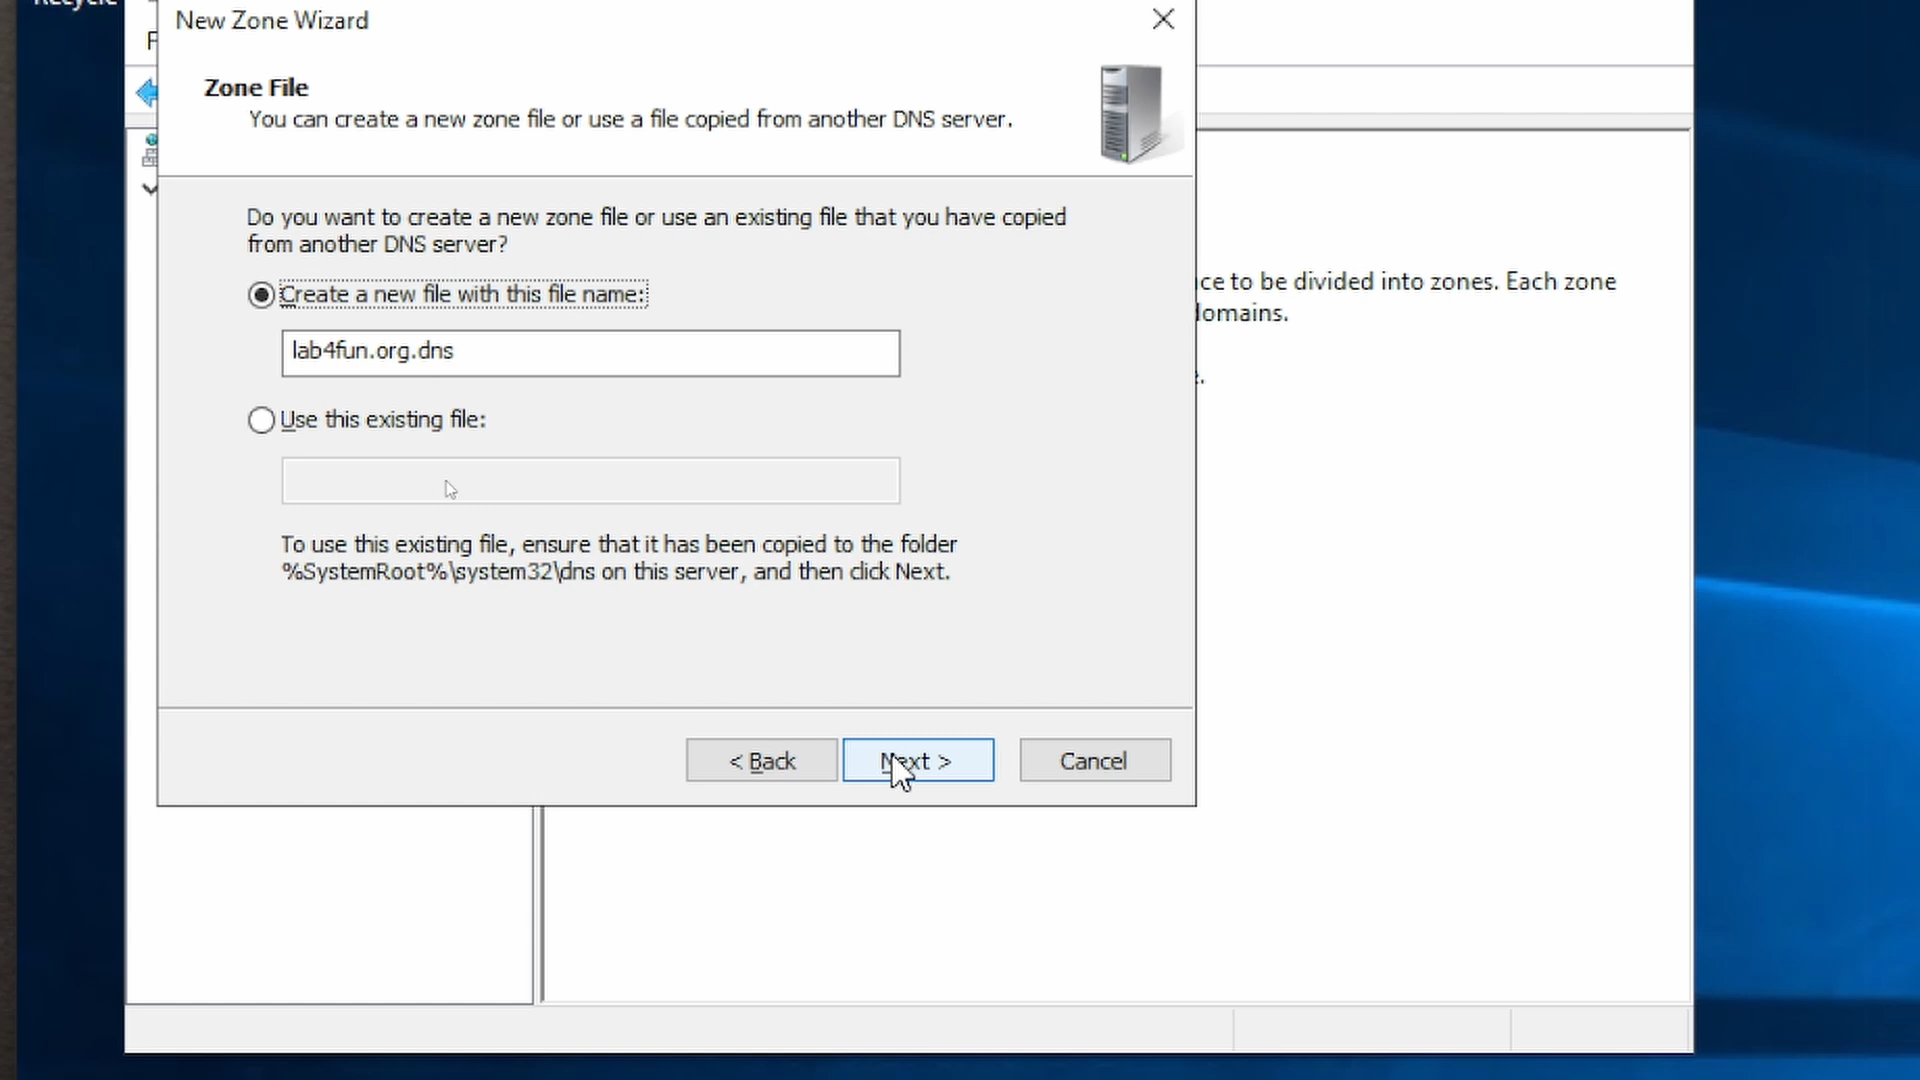 New Zone Wizard
Zone File
You can create a new zone file or use a file copied from another DNS server.
Do you want to create a new zone file or use an existing file that you have copied
from another DNS server?
Create a new file with this file name:
lab4fun.org.dns
Use this existing file:
To use this existing file, ensure that it has been copied to the folder
%SystemRoot%\system32\dns on this server, and then click Next.
< Back
Next >
Cancel
to be divided into zones. Each zone